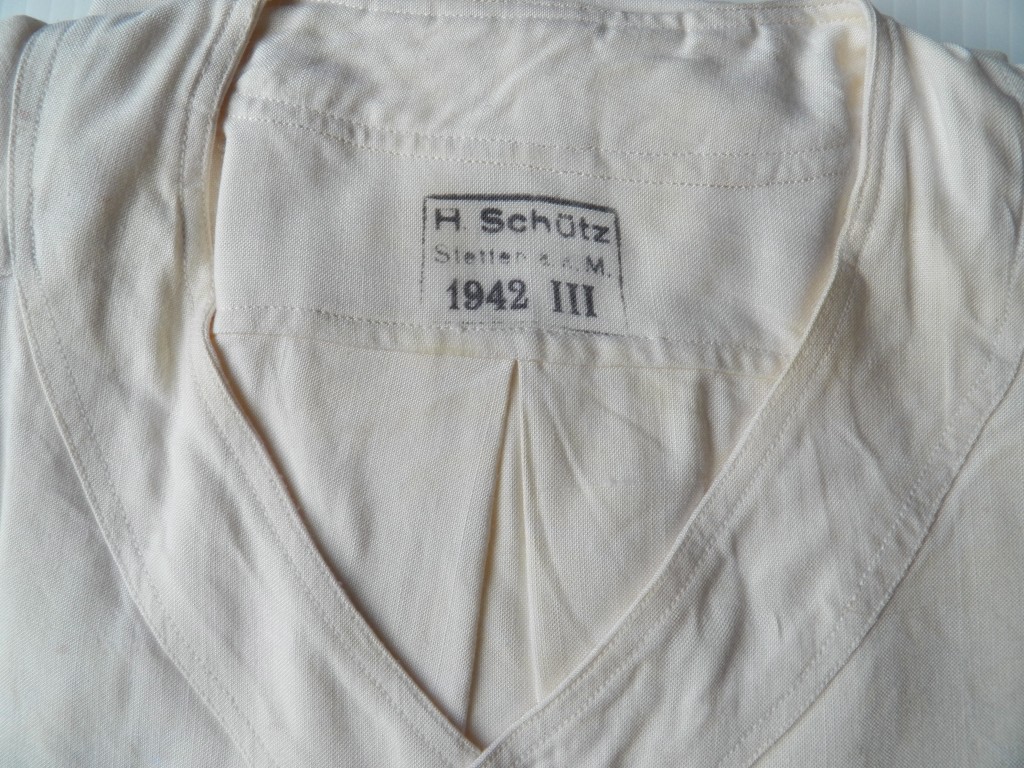 H. Schütz
Stetten a. k. M.
1942 III